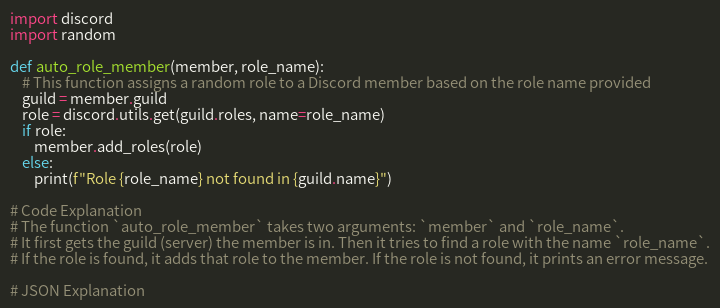 import discord
import random
def auto_role_member(member, role_name):
# This function assigns a random role to a Discord member based on the role name provided
guild = member.guild
role = discord.utils.get(guild.roles, name=role_name)
if role:
member.add_roles(role)
else:
print(f"Role {role_name} not found in {guild.name}")
# Code Explanation
# The function `auto_role_member` takes two arguments: `member` and `role_name`.
# It first gets the guild (server) the member is in. Then it tries to find a role with the name `role_name`.
# If the role is found, it adds that role to the member. If the role is not found, it prints an error message.
# JSON Explanation